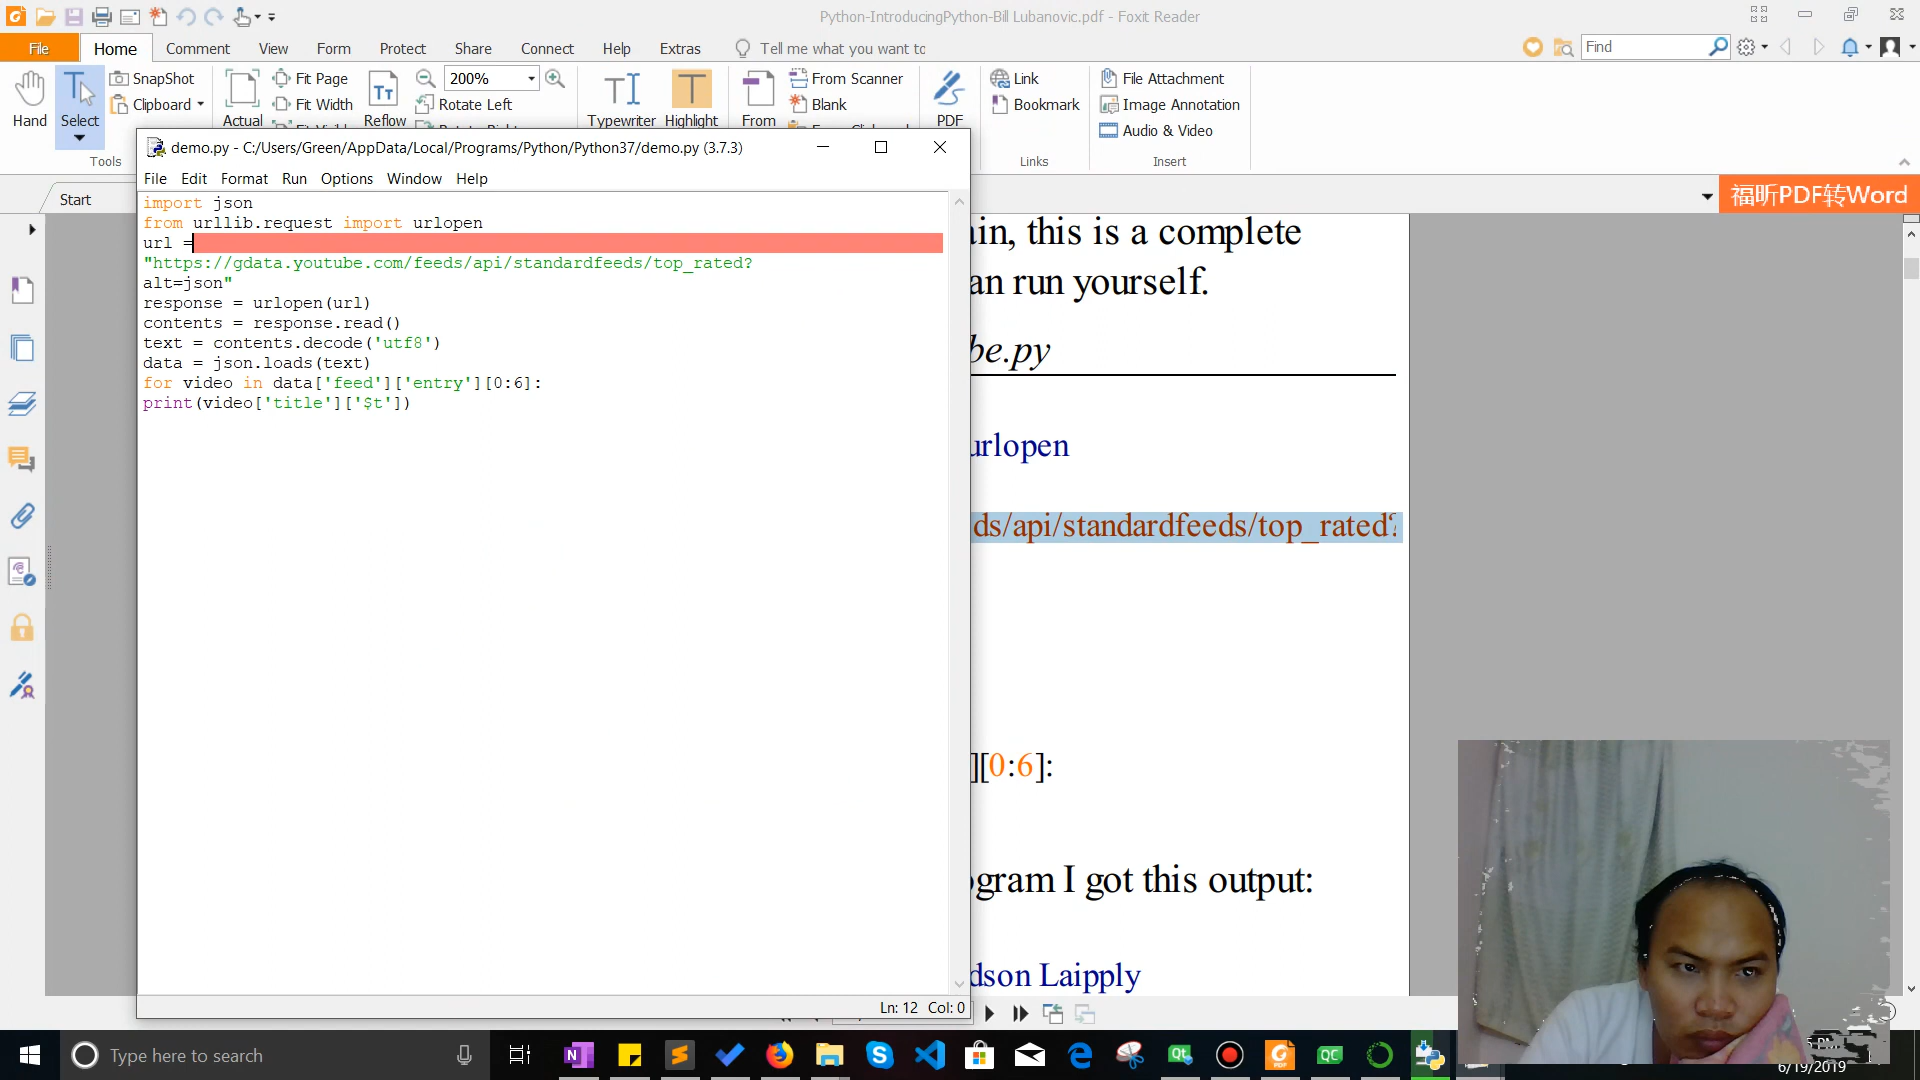 Python-IntroducingPython-Bill Lubanovic.pdf - Foxit Reader
File Home Comment View Form Protect Share Connect Help Extras Tell me what you want to Find
Hand
Select
SnapShot
Clipboard
Tools
Actual
Fit Page
Fit Width
Reflow
200%
Rotate Left
Typewriter
Highlight
From
From Scanner
Blank
PDF
Link
Bookmark
Links
File Attachment
Image Annotation
Audio & Video
Insert
Start
福昕PDF转Word
demo.py - C:/Users/Green/AppData/Local/Programs/Python/Python37/demo.py (3.7.3)
File Edit Format Run Options Window Help
import json
from urllib.request import urlopen
url =
"https://gdata.youtube.com/feeds/api/standardfeeds/top_rated?
alt=json"
response = urlopen(url)
contents = response.read()
text = contents.decode('utf8')
data = json.loads(text)
for video in data['feed']['entry'][0:6]:
print(video['title']['$t'])
Ln: 12 Col: 0
ain, this is a complete
an run yourself.
be.py
urlopen
ds/api/standardfeeds/top_rated?
][0:6]:
ogram I got this output:
dson Laipply
Type here to search
6/19/2019